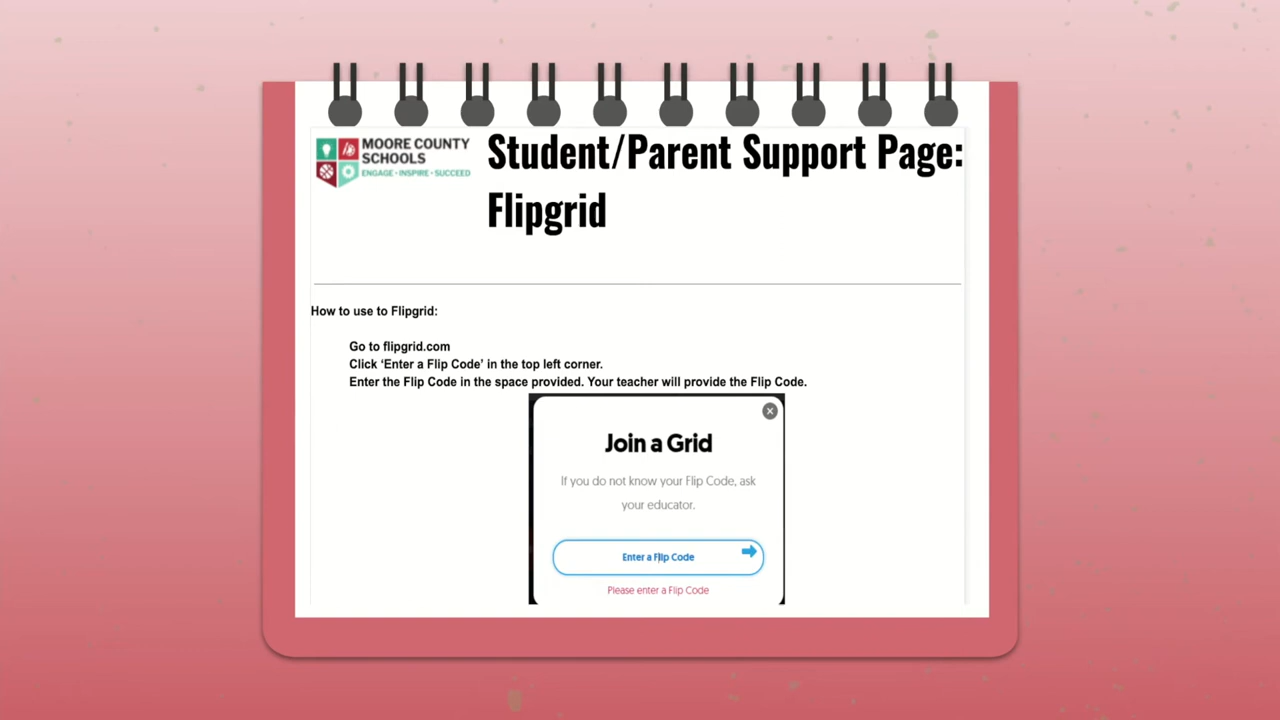 MOORE COUNTY
SCHOOLS
ENGAGE • INSPIRE • SUCCEED
Student/Parent Support Page:
Flipgrid
How to use to Flipgrid:
Go to flipgrid.com
Click ‘Enter a Flip Code’ in the top left corner.
Enter the Flip Code in the space provided. Your teacher will provide the Flip Code.
Join a Grid
If you do not know your Flip Code, ask
your educator.
Enter a Flip Code
Please enter a Flip Code